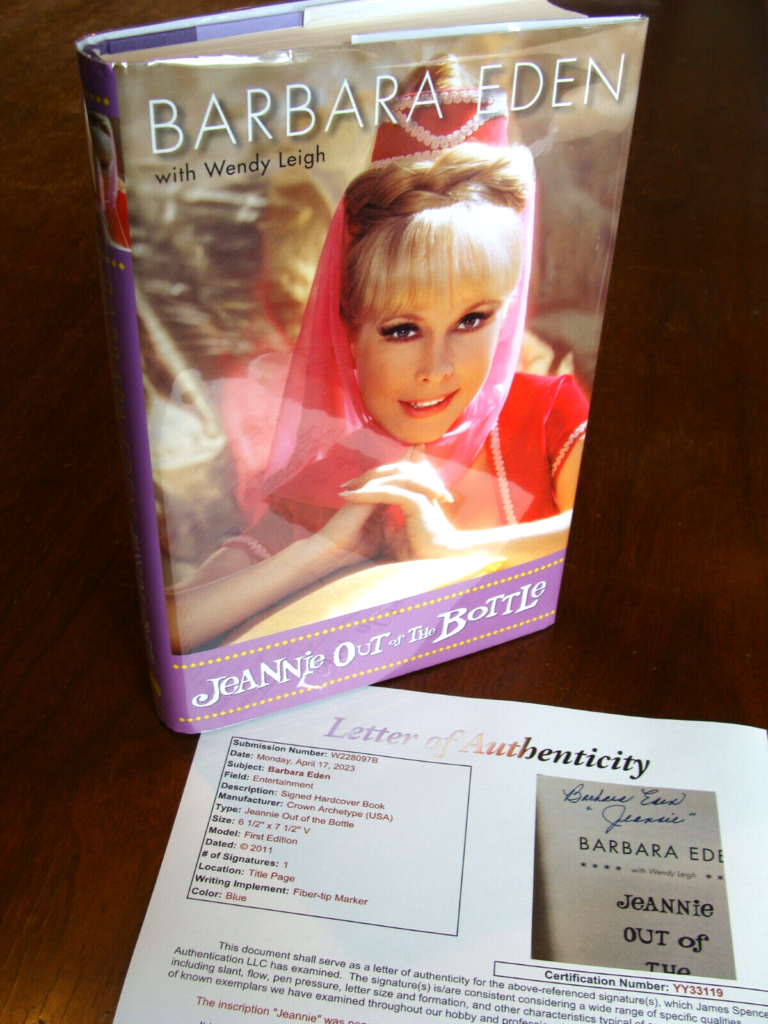 BARBARA EDEN
with Wendy Leigh
JEANNIE OUT OF THE BOTTLE
Letter of Authenticity
Submission Number: W228097B
Date: Monday, April 17, 2023
Subject: Barbara Eden
Field: Entertainment
Description: Signed Hardcover Book
Manufacturer: Crown Archetype (USA)
Type: Jeannie Out of the Bottle
Size: 6 1/2" x 7 1/2" V
Model: First Edition
Dated: © 2011
# of Signatures: 1
Location: Title Page
Writing Implement: Fiber-tip Marker
Color: Blue
Barbara Eden
"Jeannie"
BARBARA EDE
**** with Wendy Leigh **
JEANNIE
OUT OF
THE
Certification Number: YY33119
This document shall serve as a letter of authenticity for the above-referenced signature(s), which James Spence
Authentication LLC has examined. The signature(s) is/are consistent considering a wide range of specific qualities
including slant, flow, pen pressure, letter size and formation, and other characteristics typical of
of known exemplars we have examined throughout our hobby and
The inscription "Jeannie" was